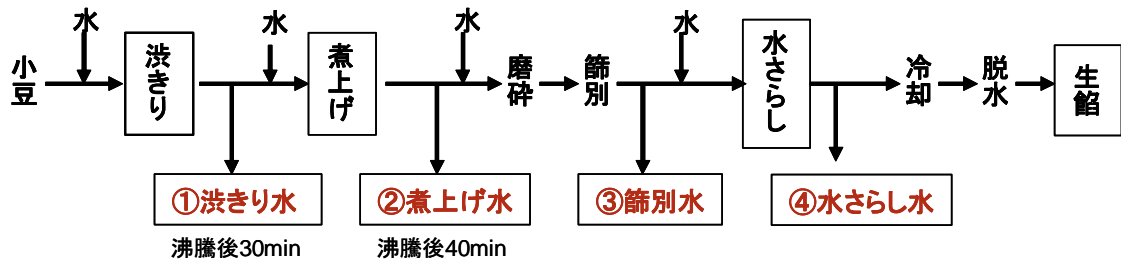 小豆
水
渋きり
水
煮上げ
水
磨砕
篩別
水
水さらし
冷却
脱水
生餡
①渋きり水
②煮上げ水
③篩別水
④水さらし水
沸騰後30min
沸騰後40min